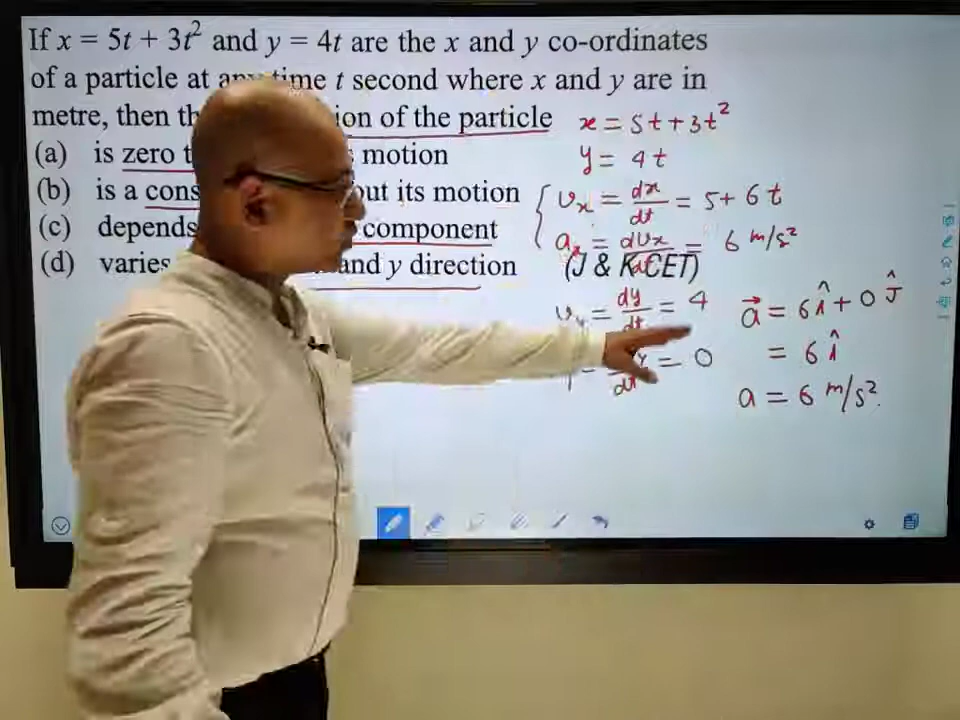 If x = 5t + 3t² and y = 4t are the x and y co-ordinates
of a particle at any time t second where x and y are in
metre, then ion of the particle
(a) is zero motion
(b) is a cons out its motion
(c) depends component
(d) varies and y direction
(J & K CET)
x = 5t + 3t²
y = 4t
vₓ = dx/dt = 5 + 6t
aₓ = dvₓ/dt = 6 m/s²
= dy/dt = 4
= 0
a⃗ = 6î + 0ĵ
= 6î
a = 6 m/s².